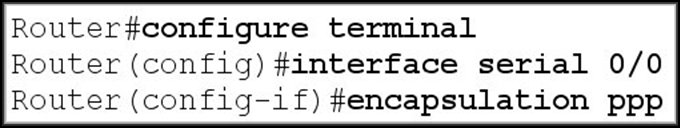 Router#configure terminal
Router(config)#interface serial 0/0
Router(config-if)#encapsulation ppp